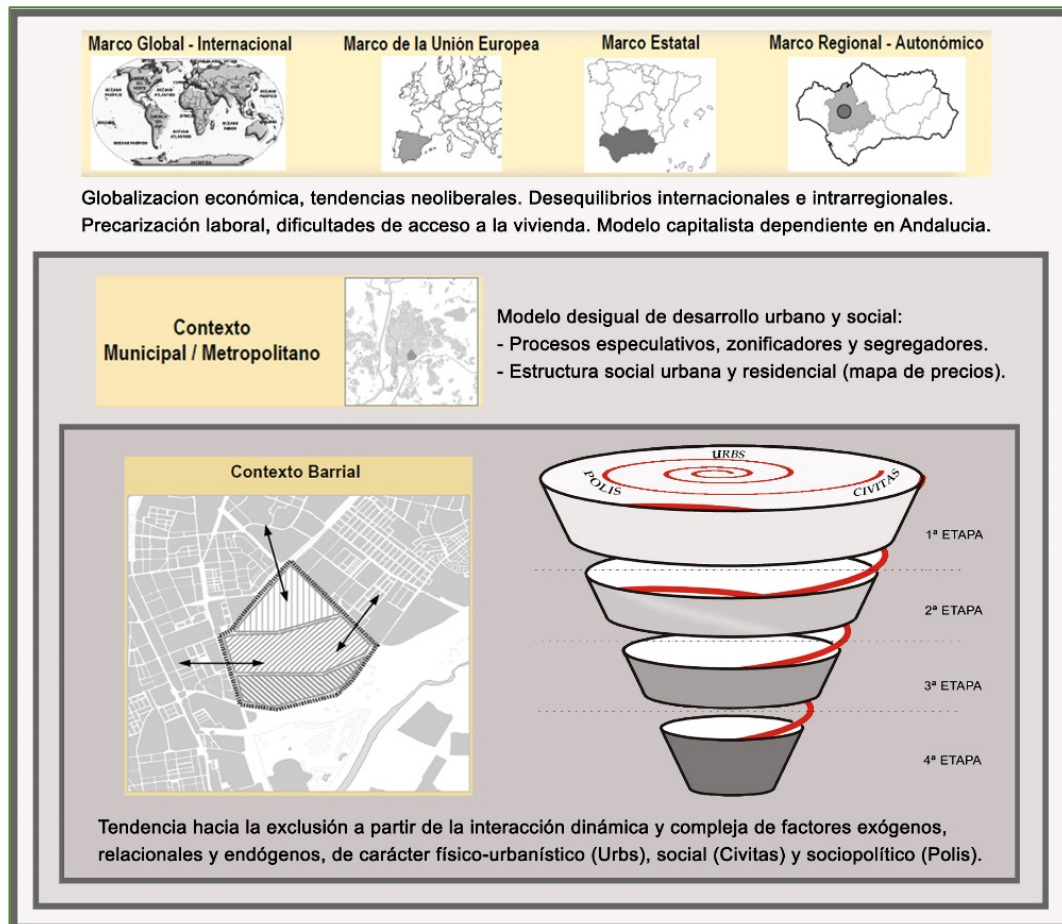 Marco Global - Internacional
Marco de la Unión Europea
Marco Estatal
Marco Regional - Autonómico
Globalizacion económica, tendencias neoliberales. Desequilibrios internacionales e intrarregionales.
Precarización laboral, dificultades de acceso a la vivienda. Modelo capitalista dependiente en Andalucia.
Contexto
Municipal / Metropolitano
Modelo desigual de desarrollo urbano y social:
- Procesos especulativos, zonificadores y segregadores.
- Estructura social urbana y residencial (mapa de precios).
Contexto Barrial
URBS
POLIS
CIVITAS
1ª ETAPA
2ª ETAPA
3ª ETAPA
4ª ETAPA
Tendencia hacia la exclusión a partir de la interacción dinámica y compleja de factores exógenos,
relacionales y endógenos, de carácter físico-urbanístico (Urbs), social (Civitas) y sociopolítico (Polis).